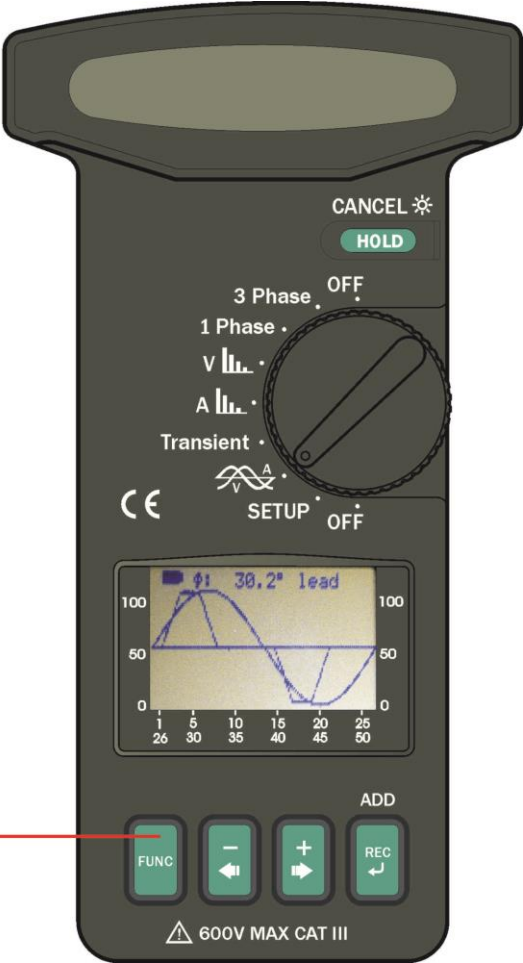 CANCEL
HOLD
OFF
3 Phase
1 Phase
V
A
Transient
A
V
SETUP
OFF
CE
ϕ: 30.2° lead
100 100
50 50
0 0
1 5 10 15 20 25
26 30 35 40 45 50
ADD
FUNC
−
+
REC
600V MAX CAT III